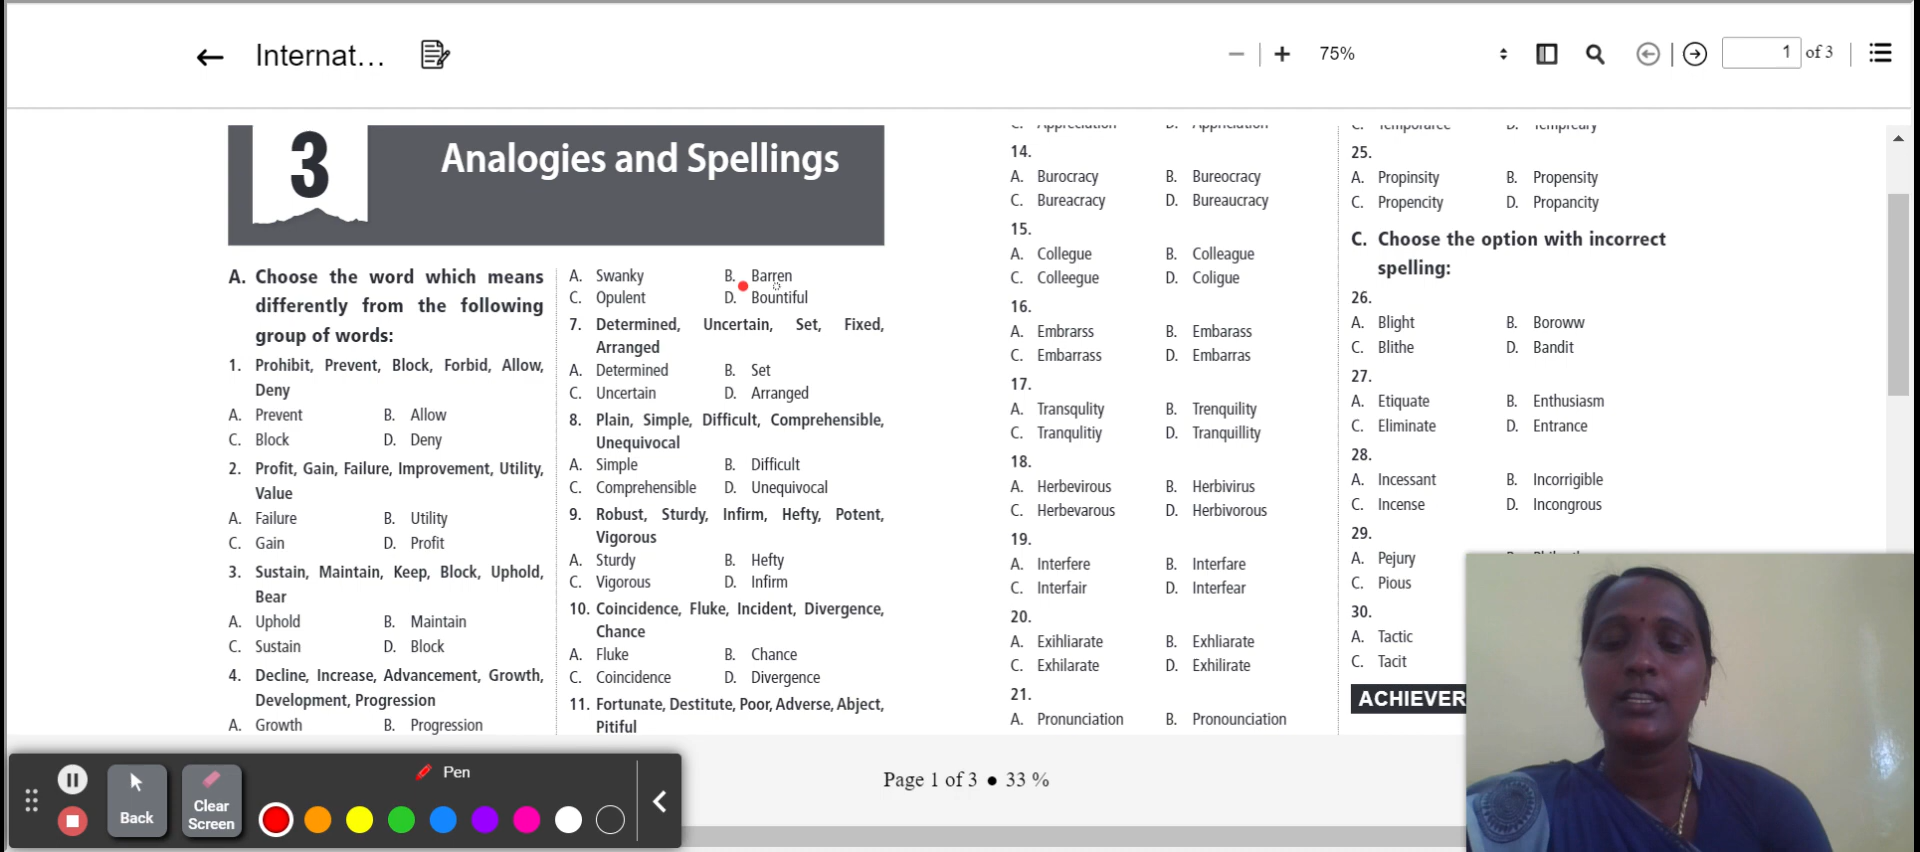 Internat...
75%
1 of 3
3
Analogies and Spellings
A. Choose the word which means
differently from the following
group of words:
1. Prohibit, Prevent, Block, Forbid, Allow,
Deny
A. Prevent B. Allow
C. Block D. Deny
2. Profit, Gain, Failure, Improvement, Utility,
Value
A. Failure B. Utility
C. Gain D. Profit
3. Sustain, Maintain, Keep, Block, Uphold,
Bear
A. Uphold B. Maintain
C. Sustain D. Block
4. Decline, Increase, Advancement, Growth,
Development, Progression
A. Growth B. Progression
A. Swanky B. Barren
C. Opulent D. Bountiful
7. Determined, Uncertain, Set, Fixed,
Arranged
A. Determined B. Set
C. Uncertain D. Arranged
8. Plain, Simple, Difficult, Comprehensible,
Unequivocal
A. Simple B. Difficult
C. Comprehensible D. Unequivocal
9. Robust, Sturdy, Infirm, Hefty, Potent,
Vigorous
A. Sturdy B. Hefty
C. Vigorous D. Infirm
10. Coincidence, Fluke, Incident, Divergence,
Chance
A. Fluke B. Chance
C. Coincidence D. Divergence
11. Fortunate, Destitute, Poor, Adverse, Abject,
Pitiful
C. Appreciation D. Apprictation
14.
A. Burocracy B. Bureocracy
C. Bureacracy D. Bureaucracy
15.
A. Collegue B. Colleague
C. Colleegue D. Coligue
16.
A. Embrarss B. Embarass
C. Embarrass D. Embarras
17.
A. Transqulity B. Trenquility
C. Tranqulitiy D. Tranquillity
18.
A. Herbevirous B. Herbivirus
C. Herbevarous D. Herbivorous
19.
A. Interfere B. Interfare
C. Interfair D. Interfear
20.
A. Exihliarate B. Exhliarate
C. Exhilarate D. Exhilirate
21.
A. Pronunciation B. Pronounciation
C. Temporaree D. Tempreary
25.
A. Propinsity B. Propensity
C. Propencity D. Propancity
C. Choose the option with incorrect
spelling:
26.
A. Blight B. Boroww
C. Blithe D. Bandit
27.
A. Etiquate B. Enthusiasm
C. Eliminate D. Entrance
28.
A. Incessant B. Incorrigible
C. Incense D. Incongrous
29.
A. Pejury
C. Pious
30.
A. Tactic
C. Tacit
ACHIEVER
Page 1 of 3 ● 33 %
Back
Clear
Screen
Pen